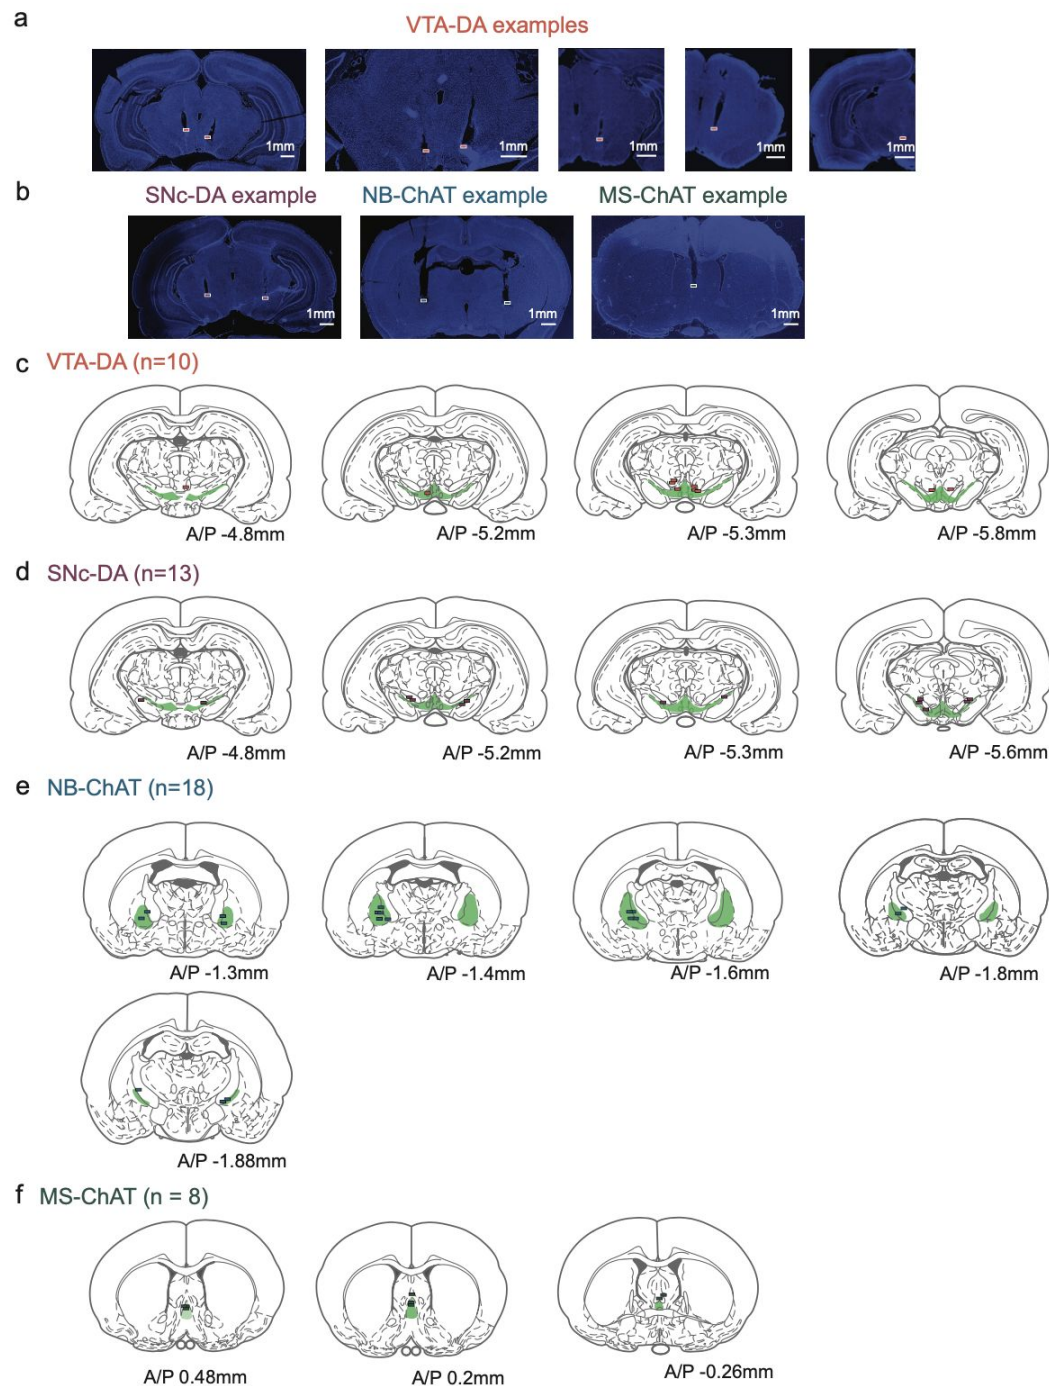 a
VTA-DA examples
1mm
1mm
1mm
1mm
1mm
b
SNc-DA example
NB-ChAT example
MS-ChAT example
1mm
1mm
1mm
c VTA-DA (n=10)
A/P -4.8mm
A/P -5.2mm
A/P -5.3mm
A/P -5.8mm
d SNc-DA (n=13)
A/P -4.8mm
A/P -5.2mm
A/P -5.3mm
A/P -5.6mm
e NB-ChAT (n=18)
A/P -1.3mm
A/P -1.4mm
A/P -1.6mm
A/P -1.8mm
A/P -1.88mm
f MS-ChAT (n = 8)
A/P 0.48mm
A/P 0.2mm
A/P -0.26mm